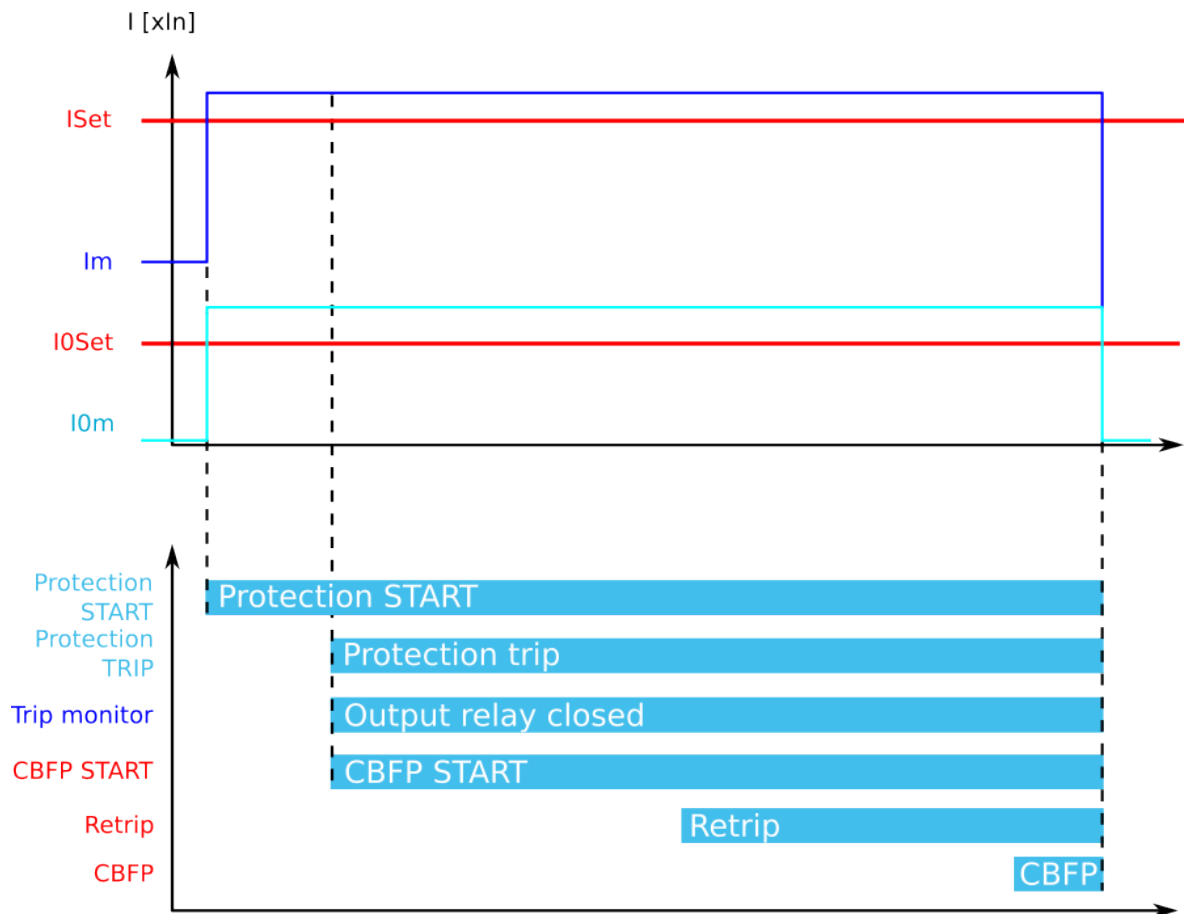 I [xIn]
ISet
Im
I0Set
I0m
Protection
START
Protection START
Protection
TRIP
Protection trip
Trip monitor
Output relay closed
CBFP START
CBFP START
Retrip
Retrip
CBFP
CBFP